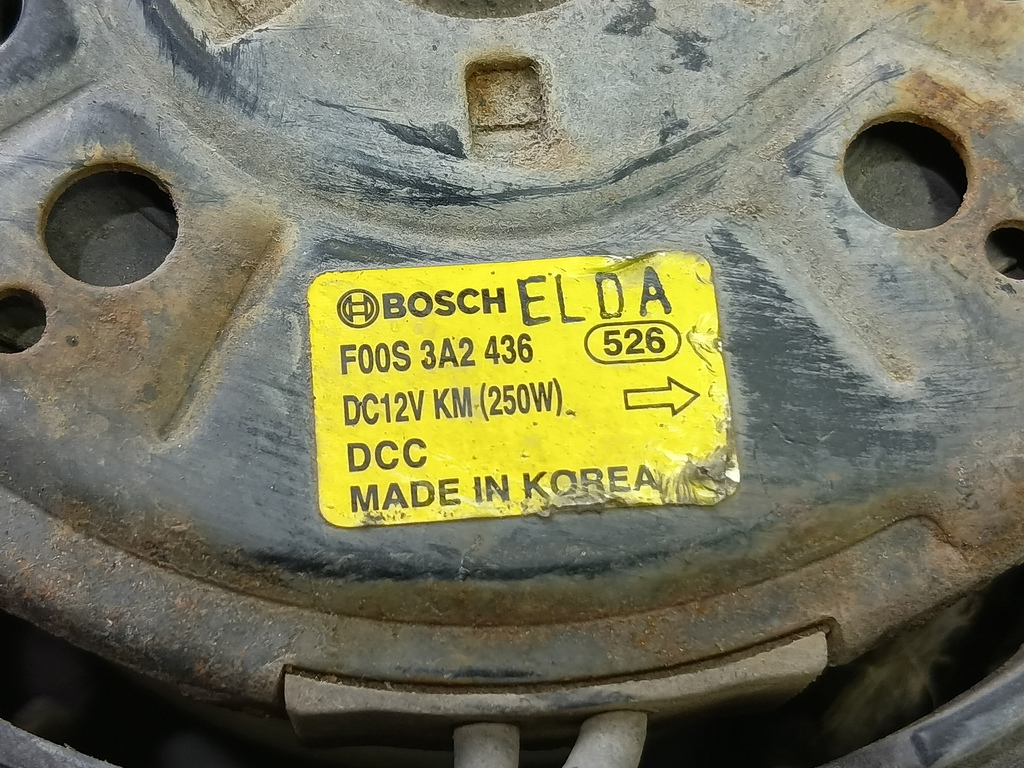 BOSCH ELDA
F00S 3A2 436 526
DC12V KM (250W)
DCC
MADE IN KOREA